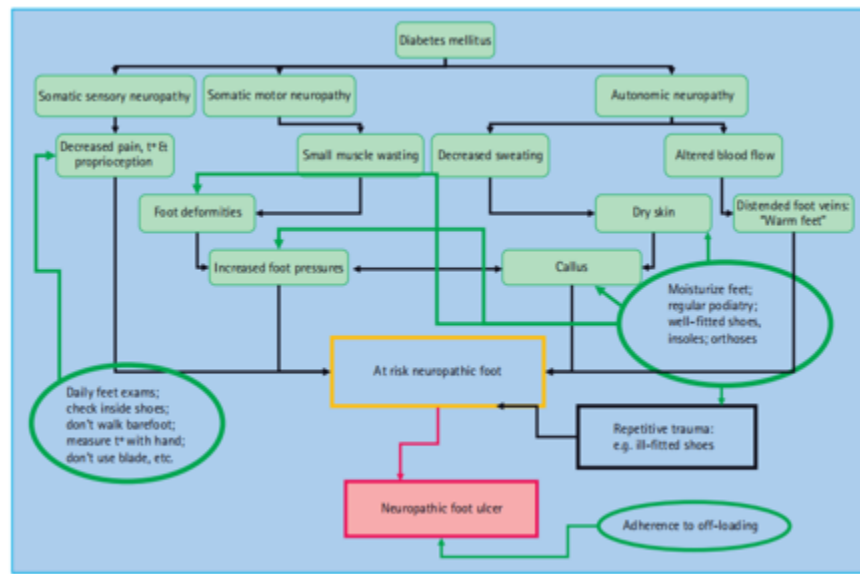 Diabetes mellitus
Somatic sensory neuropathy
Somatic motor neuropathy
Autonomic neuropathy
Decreased pain, t° &
proprioception
Small muscle wasting
Decreased sweating
Altered blood flow
Foot deformities
Dry skin
Distended foot veins:
"Warm feet"
Increased foot pressures
Callus
Moisturize feet;
regular podiatry;
well-fitted shoes,
insoles; orthoses
At risk neuropathic foot
Daily feet exams;
check inside shoes;
don't walk barefoot;
measure t° with hand;
don't use blade, etc.
Repetitive trauma:
e.g. ill-fitted shoes
Neuropathic foot ulcer
Adherence to off-loading